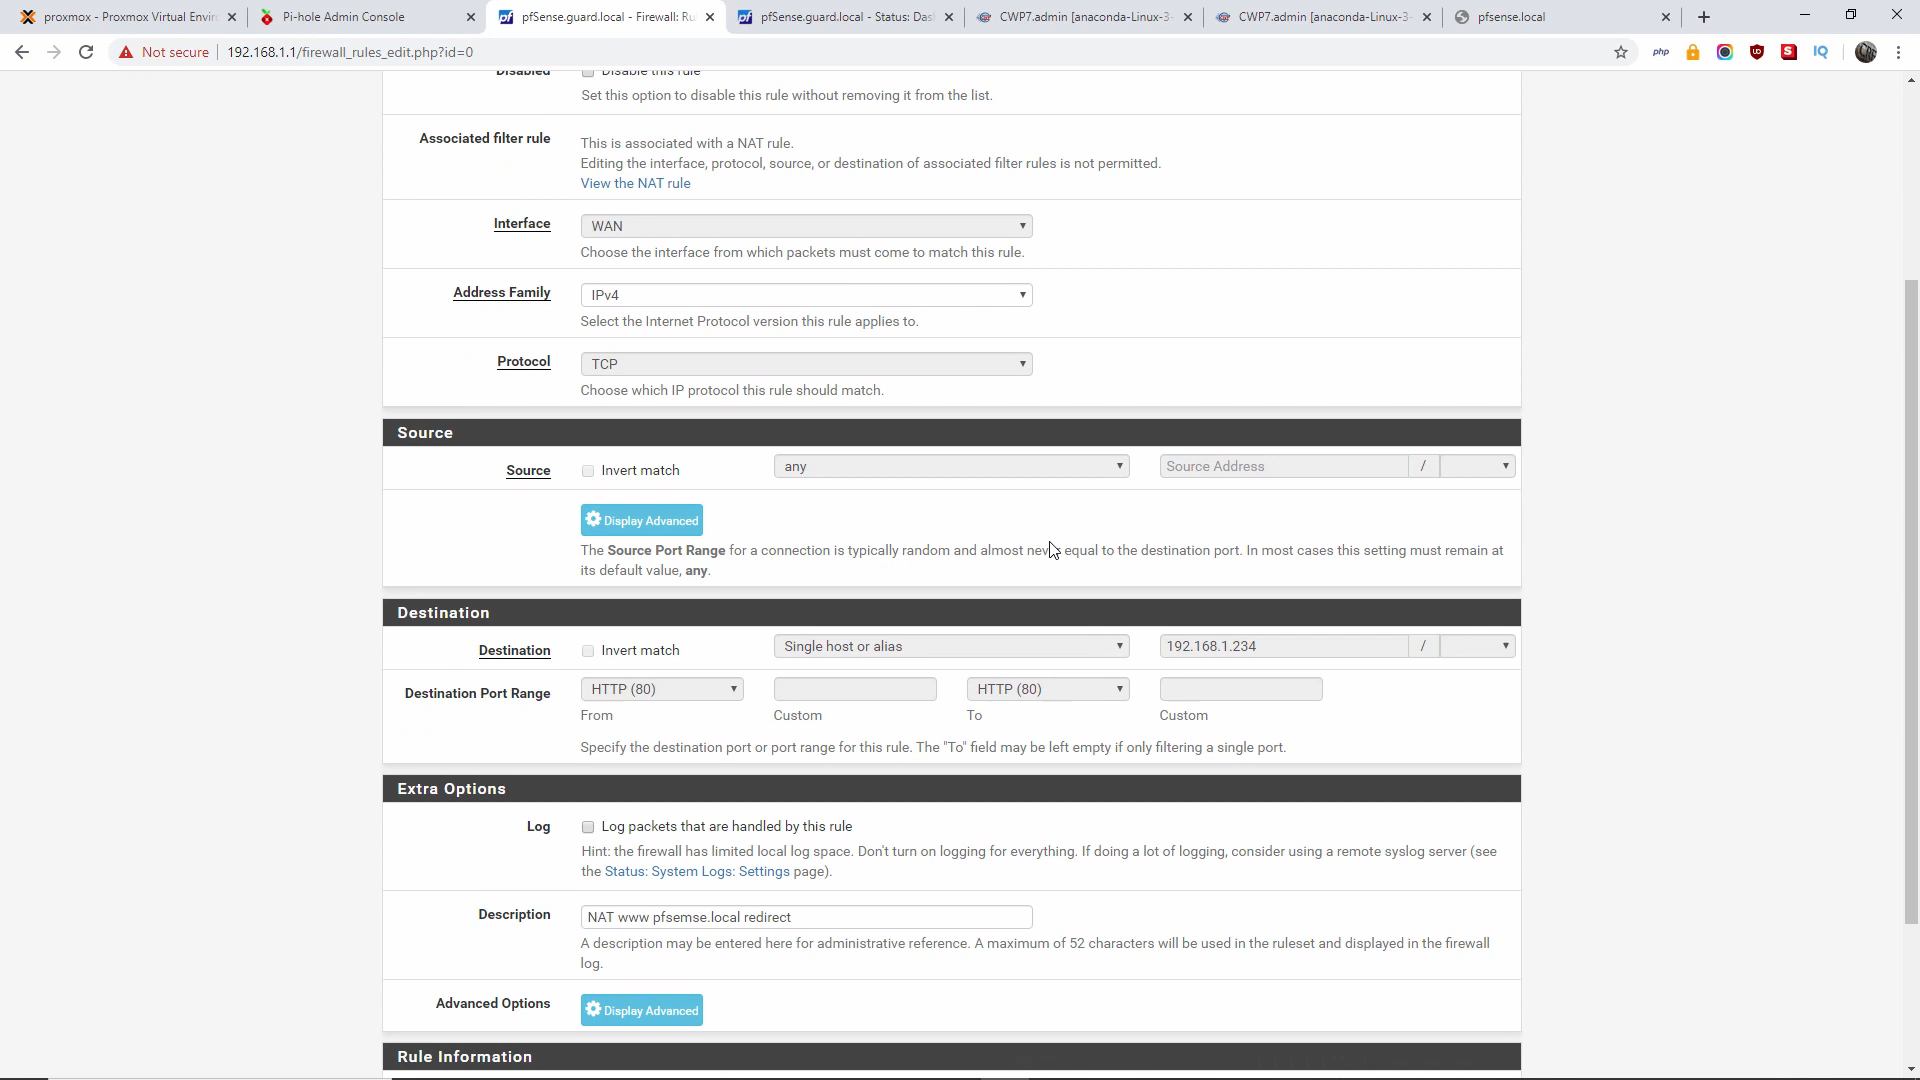 proxmox - Proxmox Virtual Enviro
Pi-hole Admin Console
pfSense.guard.local - Firewall: Ru
pfSense.guard.local - Status: Das
CWP7.admin [anaconda-Linux-3-
CWP7.admin [anaconda-Linux-3-
pfsense.local
Not secure
192.168.1.1/firewall_rules_edit.php?id=0
php
IQ
Disabled
Disable this rule
Set this option to disable this rule without removing it from the list.
Associated filter rule
This is associated with a NAT rule.
Editing the interface, protocol, source, or destination of associated filter rules is not permitted.
View the NAT rule
Interface
WAN
Choose the interface from which packets must come to match this rule.
Address Family
IPv4
Select the Internet Protocol version this rule applies to.
Protocol
TCP
Choose which IP protocol this rule should match.
Source
Source Invert match any Source Address /
Display Advanced
The Source Port Range for a connection is typically random and almost never equal to the destination port. In most cases this setting must remain at
its default value, any.
Destination
Destination Invert match Single host or alias 192.168.1.234 /
Destination Port Range HTTP (80) HTTP (80)
From Custom To Custom
Specify the destination port or port range for this rule. The "To" field may be left empty if only filtering a single port.
Extra Options
Log
Log packets that are handled by this rule
Hint: the firewall has limited local log space. Don't turn on logging for everything. If doing a lot of logging, consider using a remote syslog server (see
the Status: System Logs: Settings page).
Description
NAT www pfsemse.local redirect
A description may be entered here for administrative reference. A maximum of 52 characters will be used in the ruleset and displayed in the firewall
log.
Advanced Options
Display Advanced
Rule Information